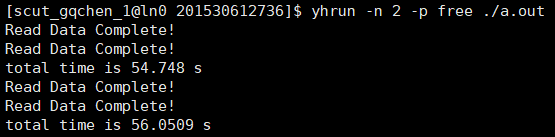 [scut_gqchen_1@ln0 201530612736]$ yhrun -n 2 -p free ./a.out
Read Data Complete!
Read Data Complete!
total time is 54.748 s
Read Data Complete!
Read Data Complete!
total time is 56.0509 s